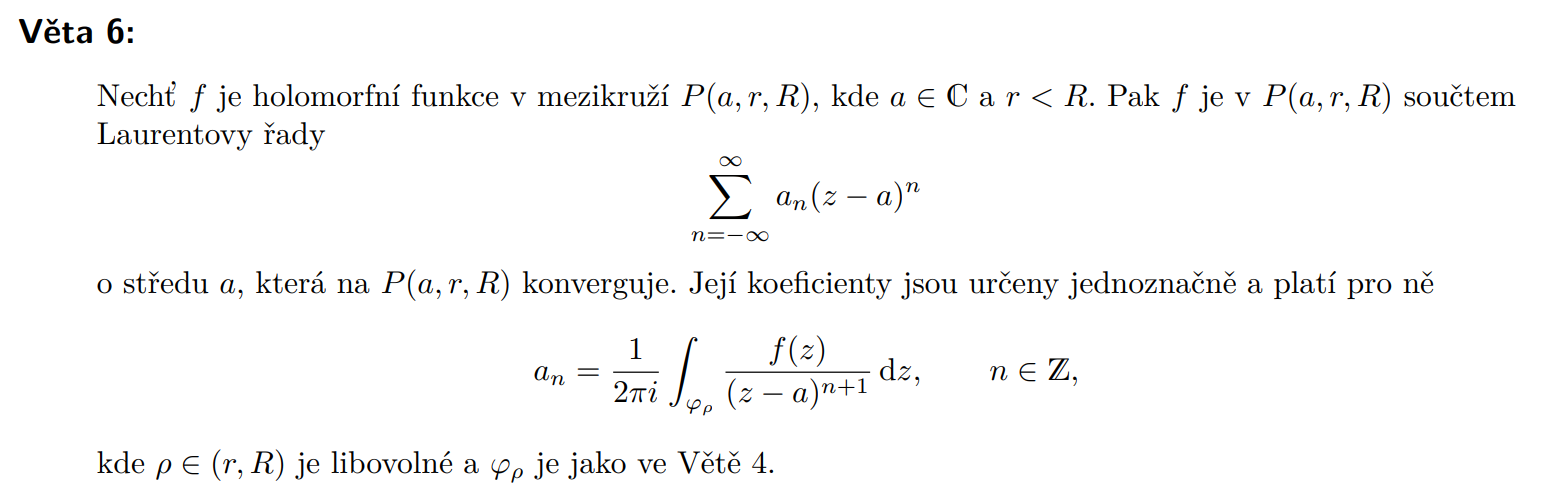 Věta 6:
Nechť f je holomorfní funkce v mezikruží P(a, r, R), kde a ∈ ℂ a r < R. Pak f je v P(a, r, R) součtem
Laurentovy řady
∑_{n=−∞}^{∞} a_n(z − a)^n
o středu a, která na P(a, r, R) konverguje. Její koeficienty jsou určeny jednoznačně a platí pro ně
a_n = \frac{1}{2πi} ∫_{φ_ρ} \frac{f(z)}{(z − a)^{n+1}} dz, n ∈ ℤ,
kde ρ ∈ (r, R) je libovolné a φ_ρ je jako ve Větě 4.